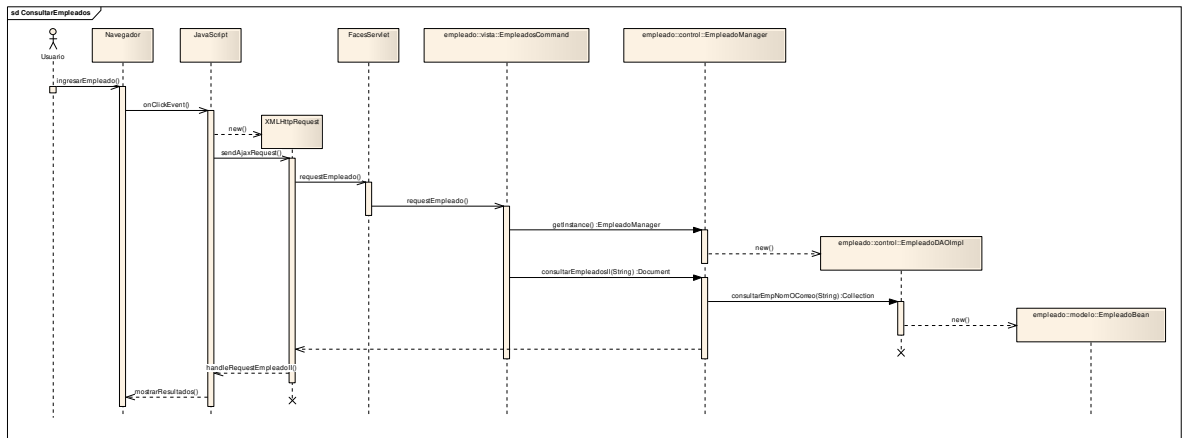 sd ConsultarEmpleados
Usuario
Navegador
JavaScript
FacesServlet
empleado::vista::EmpleadosCommand
empleado::control::EmpleadoManager
ingresarEmpleado()
onClickEvent()
new()
XMLHttpRequest
sendAjaxRequest()
requestEmpleado()
requestEmpleado()
getInstance() :EmpleadoManager
new()
empleado::control::EmpleadoDAOImpl
consultarEmpleadosII(String) :Document
consultarEmpNomOCorreo(String) :Collection
new()
empleado::modelo::EmpleadoBean
handleRequestEmpleadoII()
mostrarResultados()